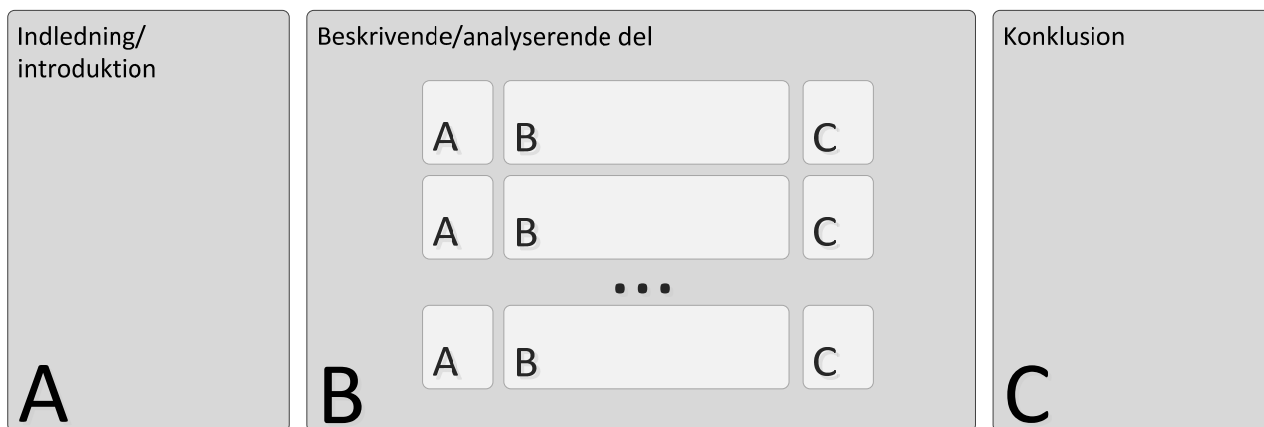 Indledning/
introduktion
Beskrivende/analyserende del
Konklusion
A B C
A B C
...
A B C
A
B
C